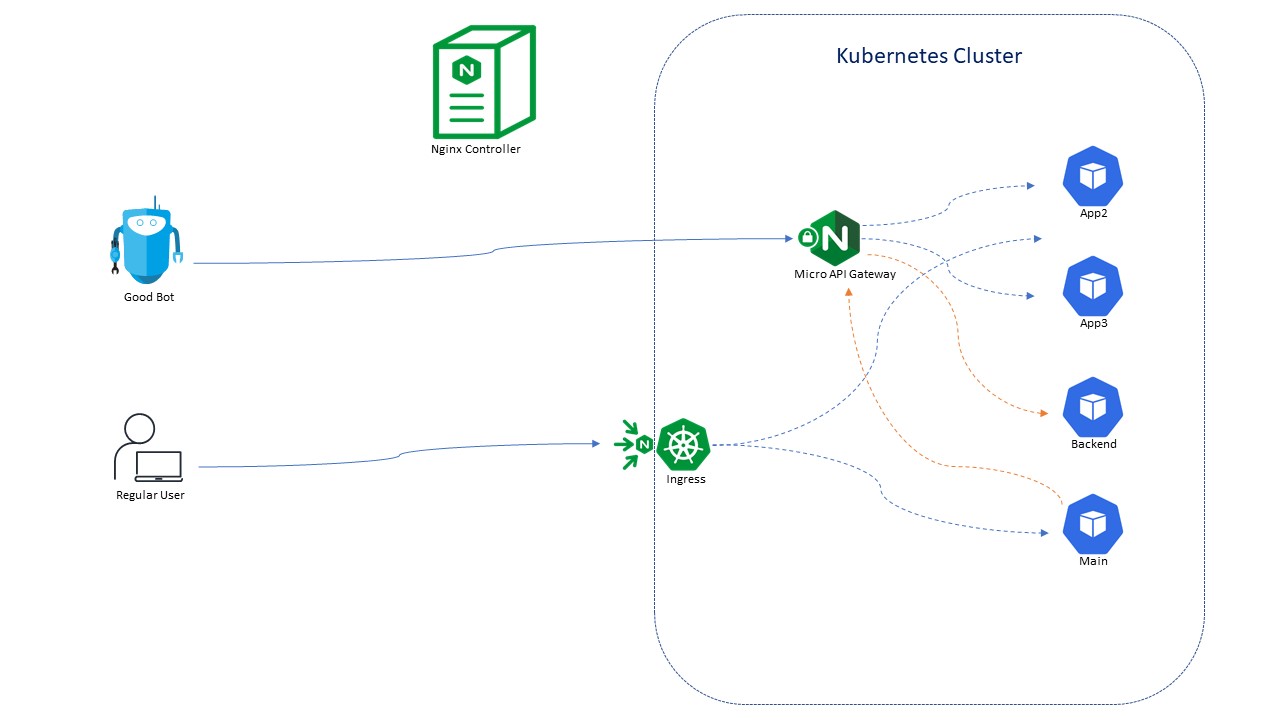 Kubernetes Cluster
N
Nginx Controller
App2
Good Bot
N
Micro API Gateway
App3
Regular User
N
Ingress
Backend
Main